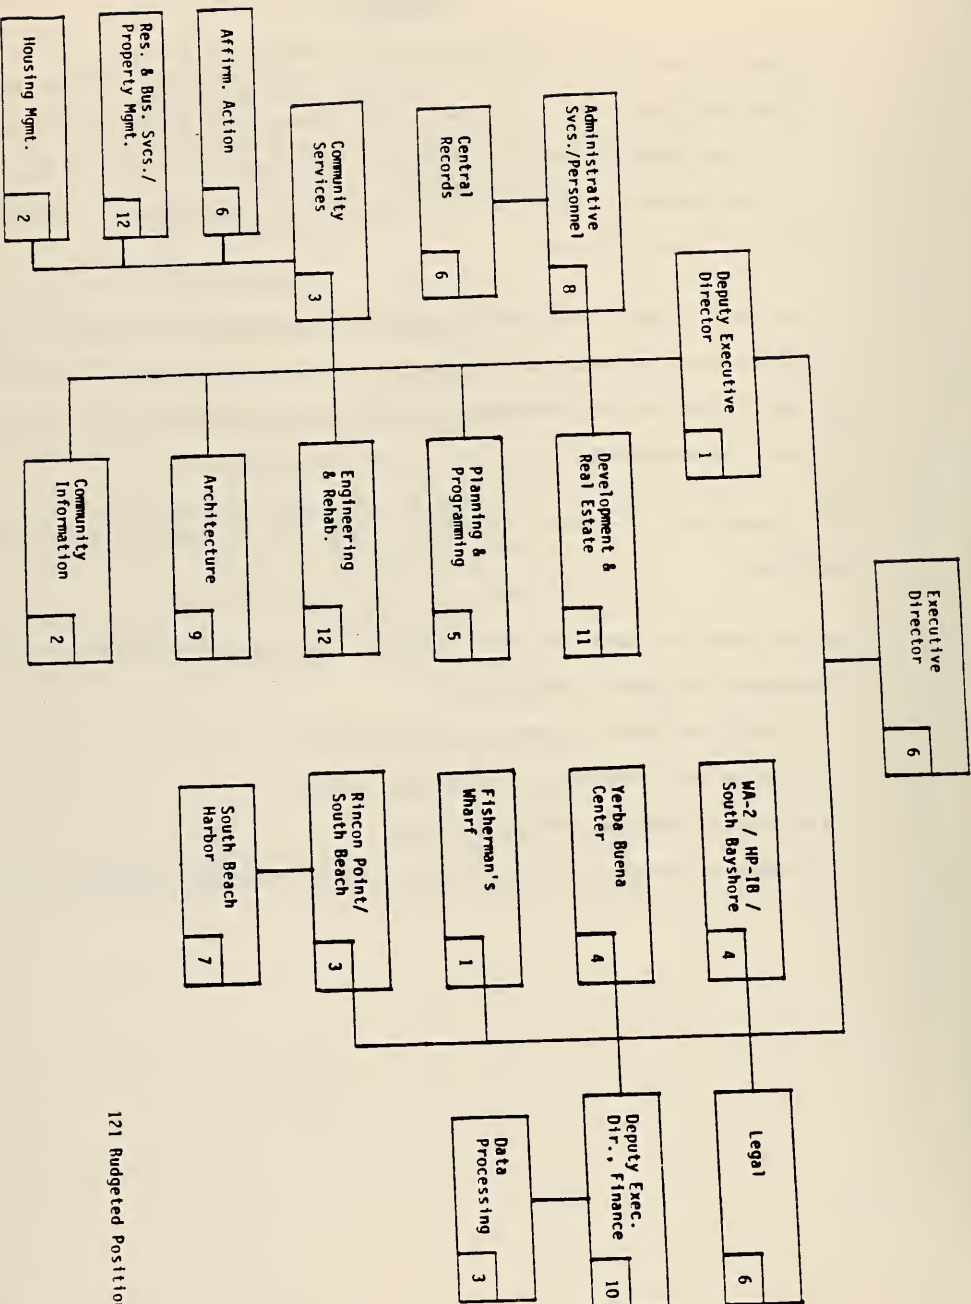 Executive
Director
6
Deputy Executive
Director
1
Administrative
Svcs./Personnel
8
Central
Records
6
Community
Services
3
Affirm. Action
6
Res. & Bus. Svcs./
Property Mgmt.
12
Housing Mgmt.
2
Development &
Real Estate
11
Planning &
Programming
5
Engineering
& Rehab.
12
Architecture
9
Community
Information
2
WA-2 / HP-IB /
South Bayshore
4
Yerba Buena
Center
4
Fisherman's
Wharf
1
Rincon Point/
South Beach
3
South Beach
Harbor
7
Legal
6
Deputy Exec.
Dir., Finance
10
Data
Processing
3
121 Budgeted